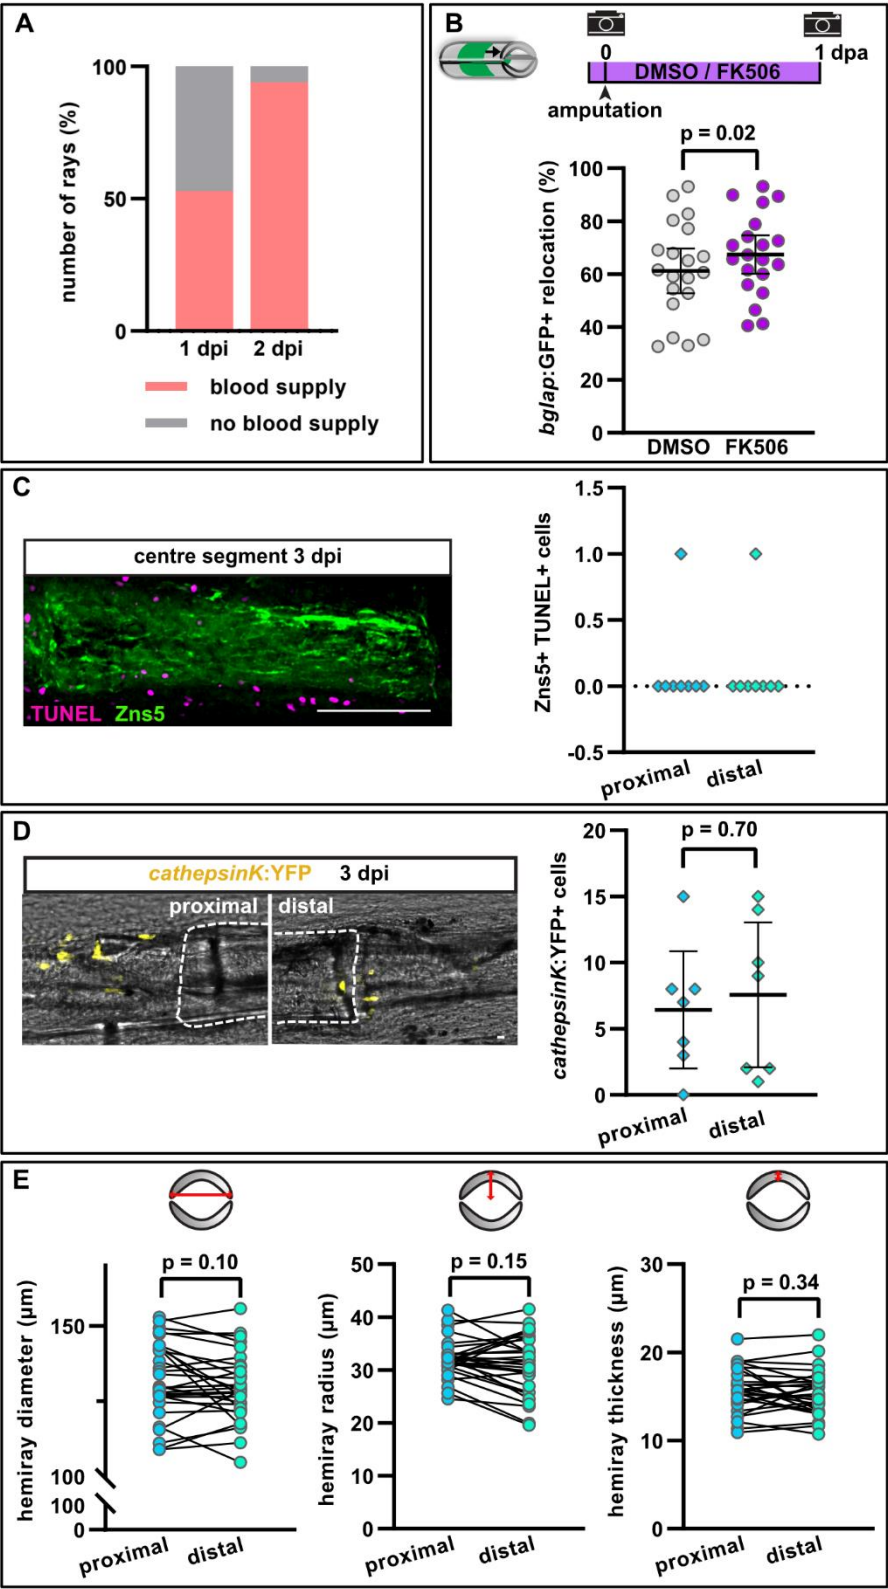 A
number of rays (%)
100
50
0
1 dpi 2 dpi
blood supply
no blood supply
B
0
1 dpa
DMSO / FK506
amputation
p = 0.02
bglap:GFP+ relocation (%)
100
80
60
40
20
0
DMSO FK506
C
centre segment 3 dpi
TUNEL Zns5
Zns5+ TUNEL+ cells
1.5
1.0
0.5
0.0
-0.5
proximal distal
D
cathepsinK:YFP 3 dpi
proximal distal
cathepsinK:YFP+ cells
p = 0.70
20
15
10
5
0
proximal distal
E
hemiray diameter (µm)
p = 0.10
150
100
100
0
proximal distal
hemiray radius (µm)
p = 0.15
50
40
30
20
10
0
proximal distal
hemiray thickness (µm)
p = 0.34
30
20
10
0
proximal distal